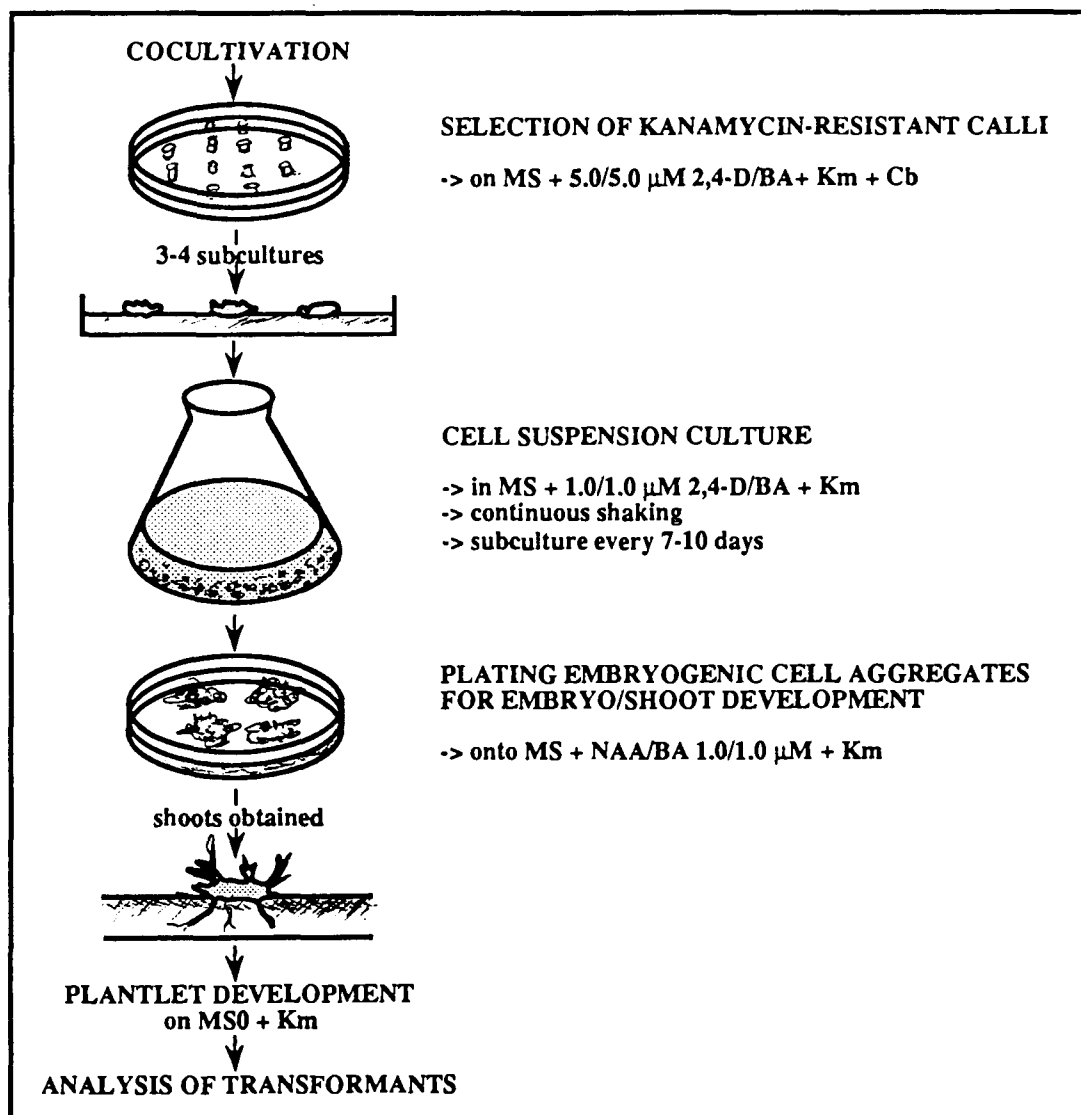 COCULTIVATION
SELECTION OF KANAMYCIN-RESISTANT CALLI
-> on MS + 5.0/5.0 µM 2,4-D/BA+ Km + Cb
3-4 subcultures
CELL SUSPENSION CULTURE
-> in MS + 1.0/1.0 µM 2,4-D/BA + Km
-> continuous shaking
-> subculture every 7-10 days
PLATING EMBRYOGENIC CELL AGGREGATES
FOR EMBRYO/SHOOT DEVELOPMENT
-> onto MS + NAA/BA 1.0/1.0 µM + Km
shoots obtained
PLANTLET DEVELOPMENT
on MS0 + Km
ANALYSIS OF TRANSFORMANTS